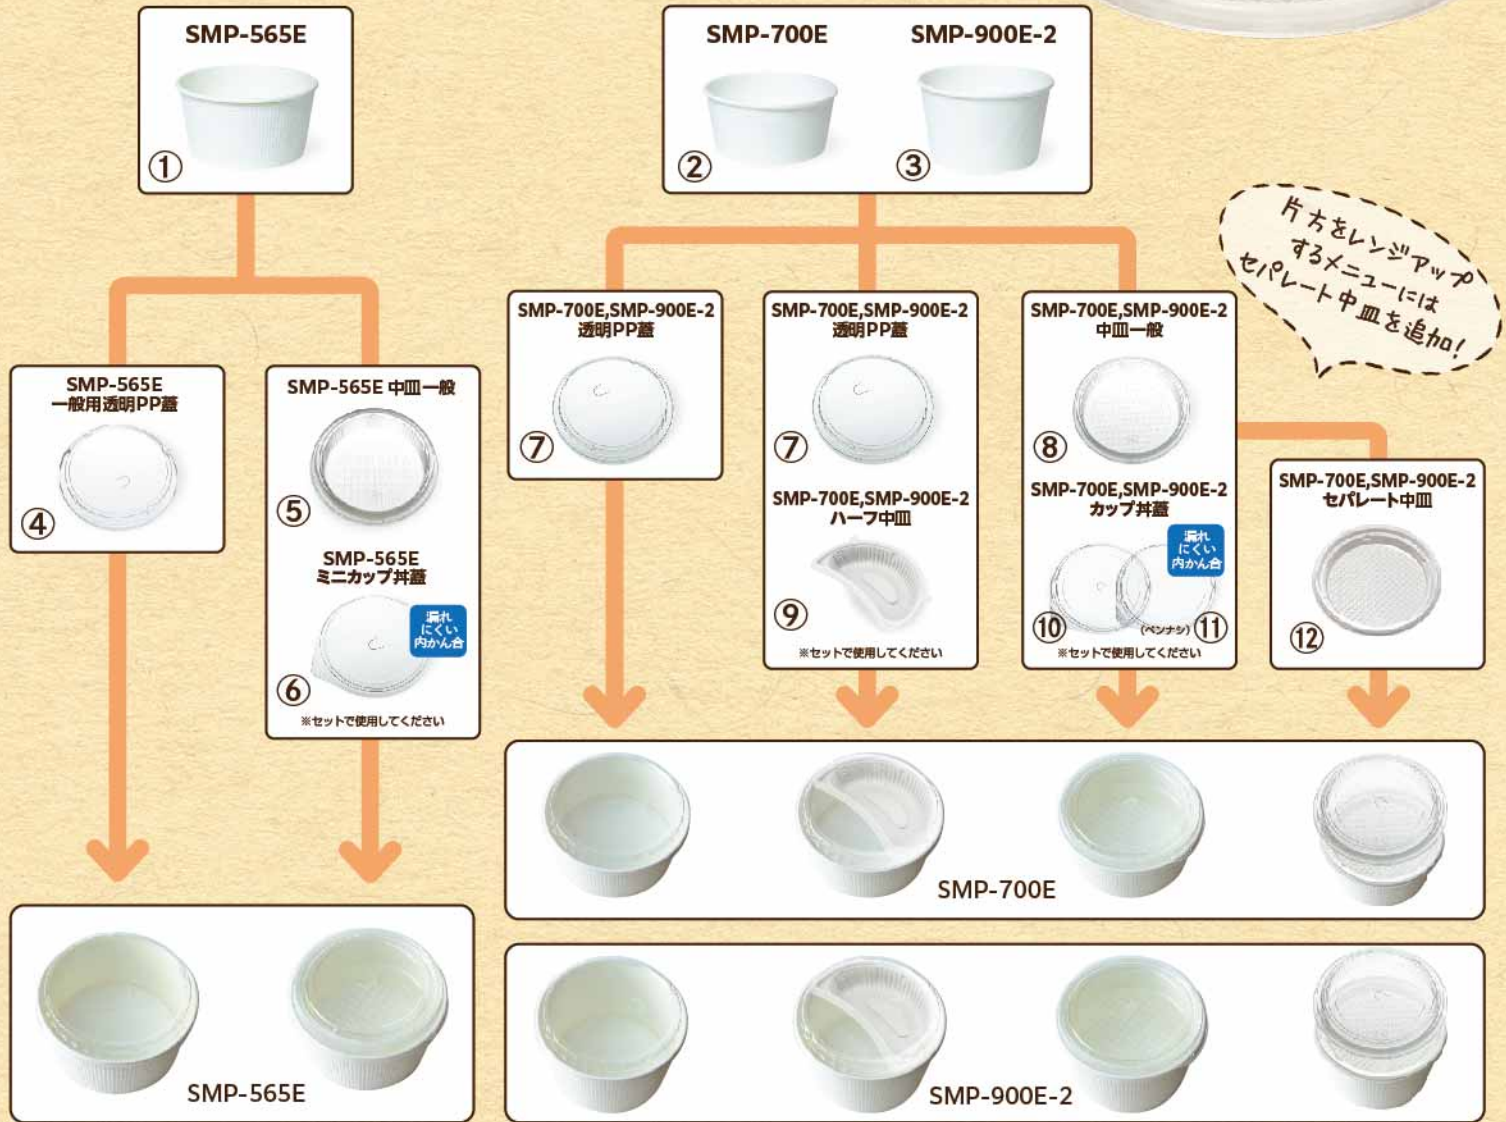 SMP-565E
①
SMP-700E
②
SMP-900E-2
③
片方をレンジアップ
するメニューには
セパレート中皿を追加!
SMP-565E
一般用透明PP蓋
④
SMP-565E 中皿一般
⑤
SMP-565E
ミニカップ丼蓋
漏れ
にくい
内かん合
⑥
※セットで使用してください
SMP-700E,SMP-900E-2
透明PP蓋
⑦
SMP-700E,SMP-900E-2
透明PP蓋
⑦
SMP-700E,SMP-900E-2
ハーフ中皿
⑨
※セットで使用してください
SMP-700E,SMP-900E-2
中皿一般
⑧
SMP-700E,SMP-900E-2
カップ丼蓋
漏れ
にくい
内かん合
⑩ (ベンナシ) ⑪
※セットで使用してください
SMP-700E,SMP-900E-2
セパレート中皿
⑫
SMP-565E
SMP-700E
SMP-900E-2